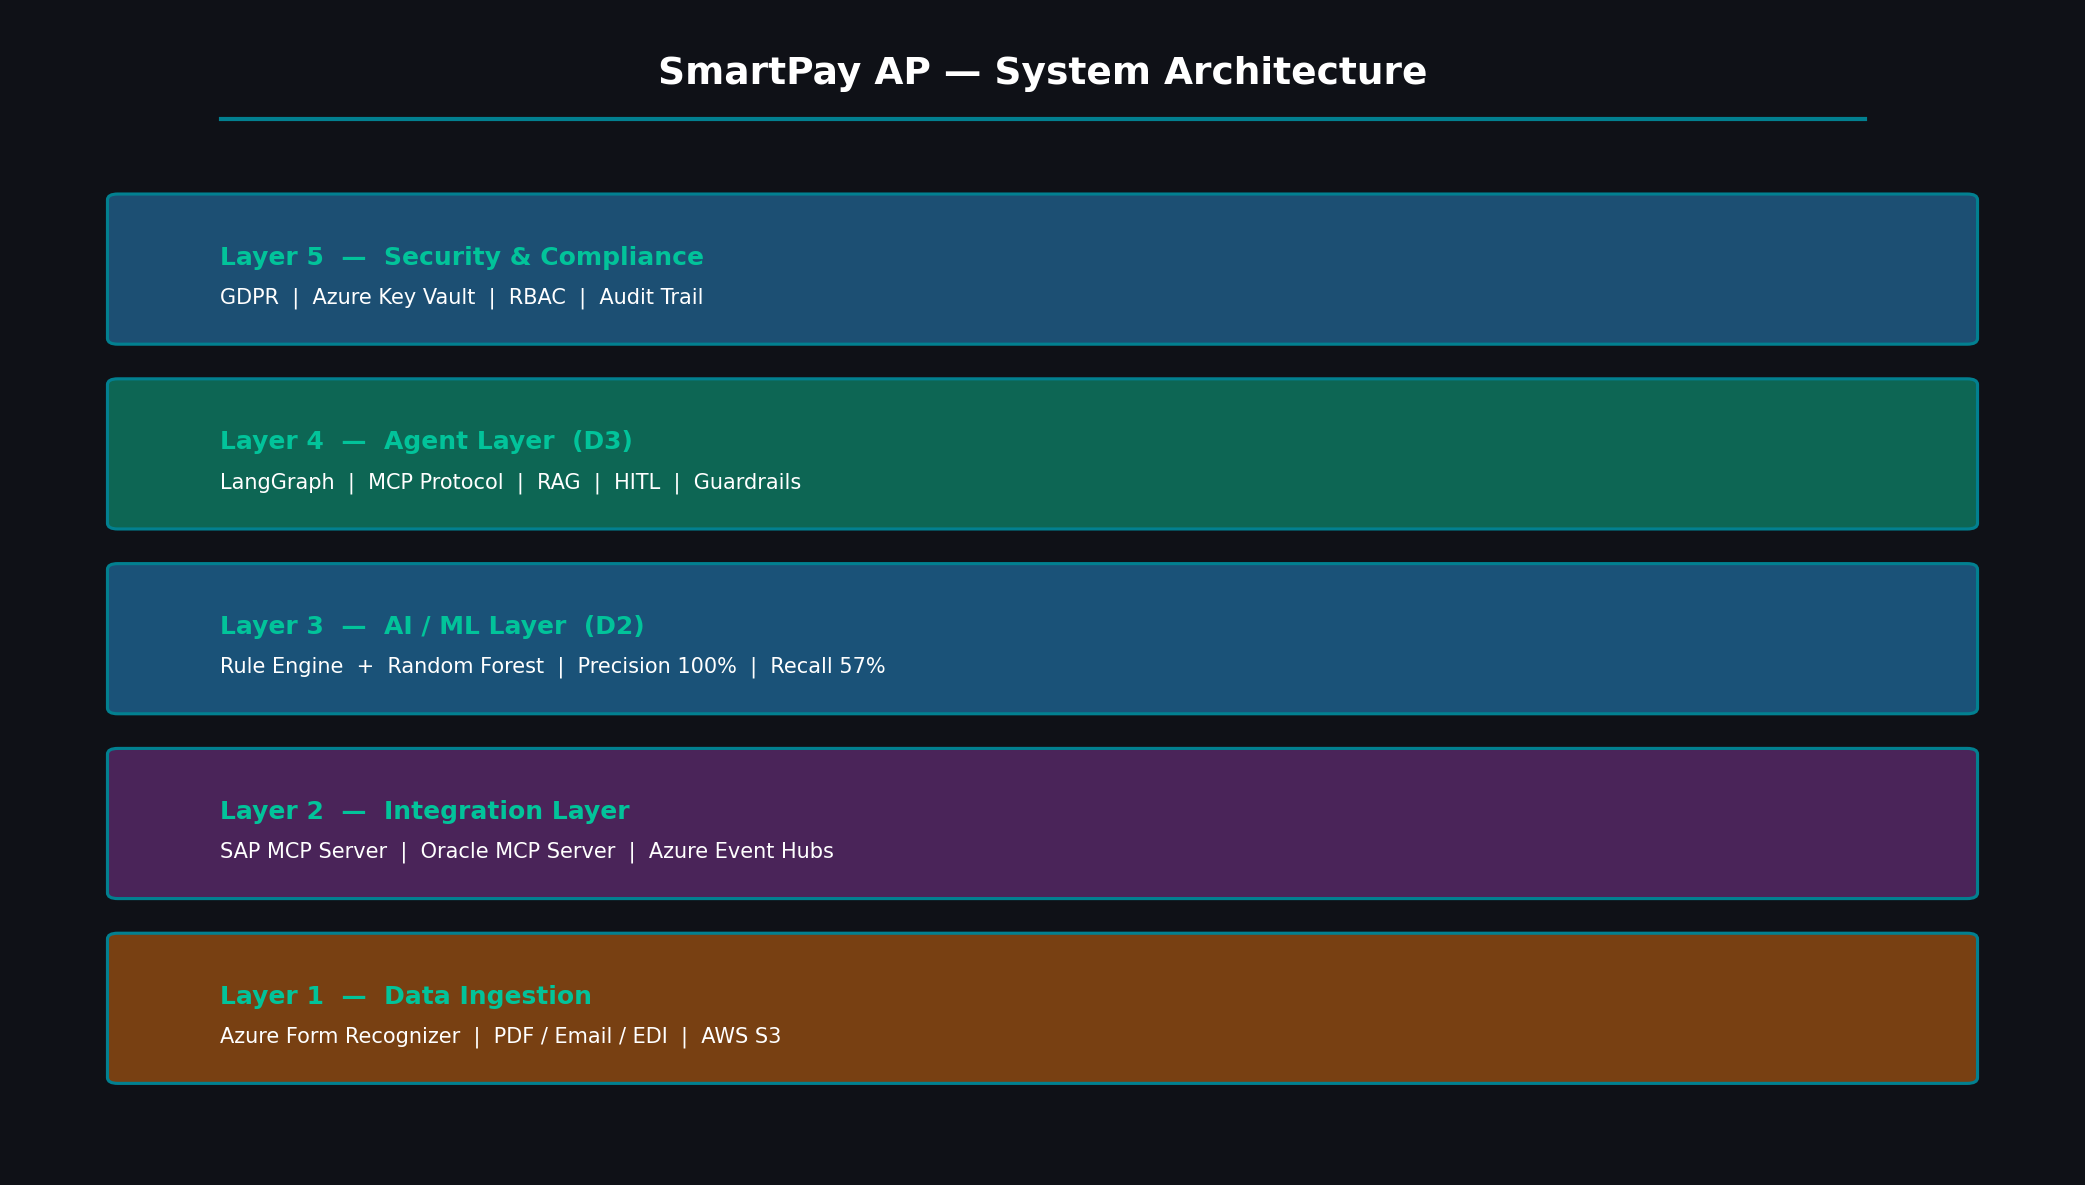 SmartPay AP — System Architecture
Layer 5 — Security & Compliance
GDPR | Azure Key Vault | RBAC | Audit Trail
Layer 4 — Agent Layer (D3)
LangGraph | MCP Protocol | RAG | HITL | Guardrails
Layer 3 — AI / ML Layer (D2)
Rule Engine + Random Forest | Precision 100% | Recall 57%
Layer 2 — Integration Layer
SAP MCP Server | Oracle MCP Server | Azure Event Hubs
Layer 1 — Data Ingestion
Azure Form Recognizer | PDF / Email / EDI | AWS S3